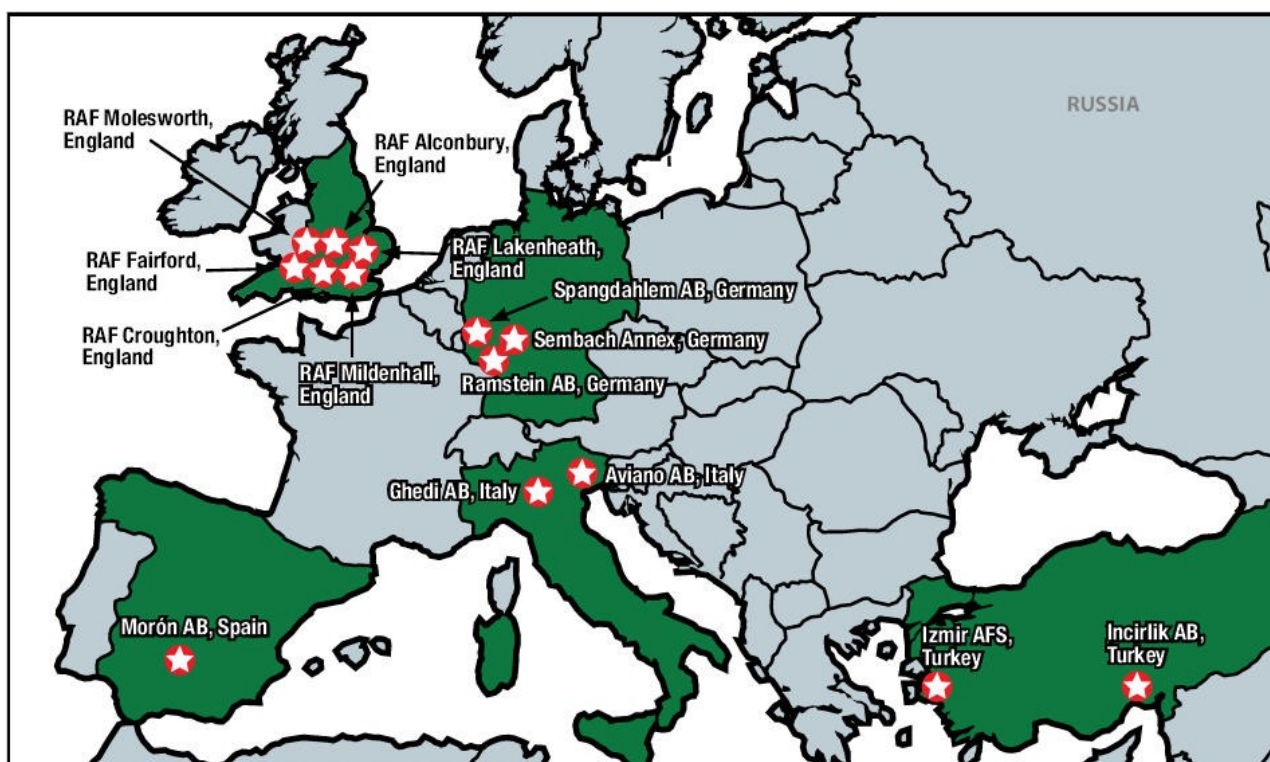 RUSSIA
RAF Molesworth,
England
RAF Alconbury,
England
RAF Fairford,
England
RAF Lakenheath,
England
RAF Croughton,
England
RAF Mildenhall,
England
Spangdahlem AB, Germany
Sembach Annex, Germany
Ramstein AB, Germany
Ghedi AB, Italy
Aviano AB, Italy
Morón AB, Spain
Izmir AFS,
Turkey
Incirlik AB,
Turkey